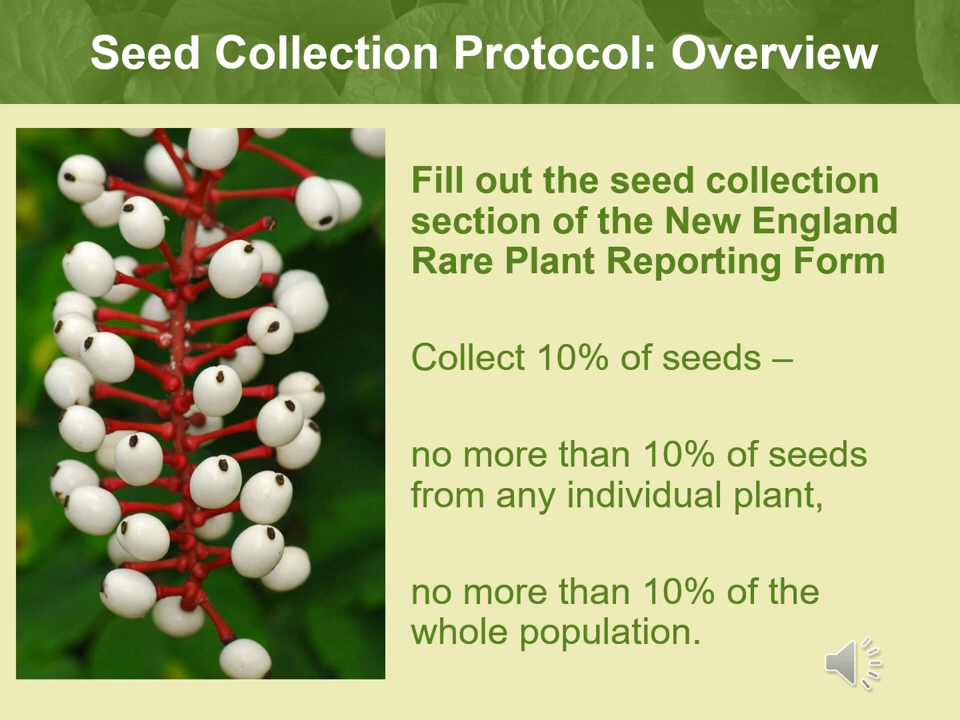 Seed Collection Protocol: Overview
Fill out the seed collection
section of the New England
Rare Plant Reporting Form
Collect 10% of seeds –
no more than 10% of seeds
from any individual plant,
no more than 10% of the
whole population.